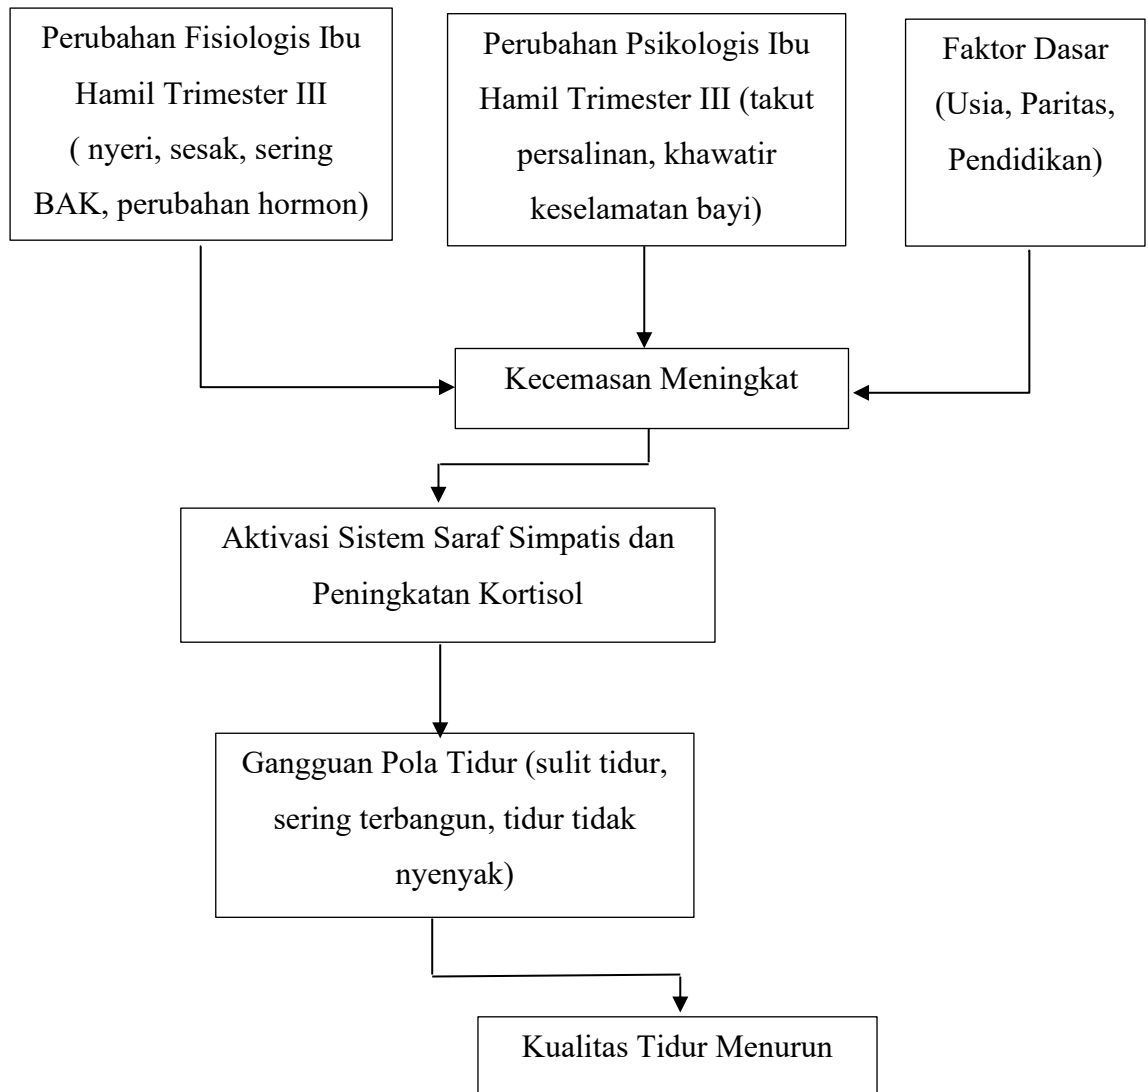 Perubahan Fisiologis Ibu
Hamil Trimester III
( nyeri, sesak, sering
BAK, perubahan hormon)
Perubahan Psikologis Ibu
Hamil Trimester III (takut
persalinan, khawatir
keselamatan bayi)
Faktor Dasar
(Usia, Paritas,
Pendidikan)
Kecemasan Meningkat
Aktivasi Sistem Saraf Simpatis dan
Peningkatan Kortisol
Gangguan Pola Tidur (sulit tidur,
sering terbangun, tidur tidak
nyenyak)
Kualitas Tidur Menurun